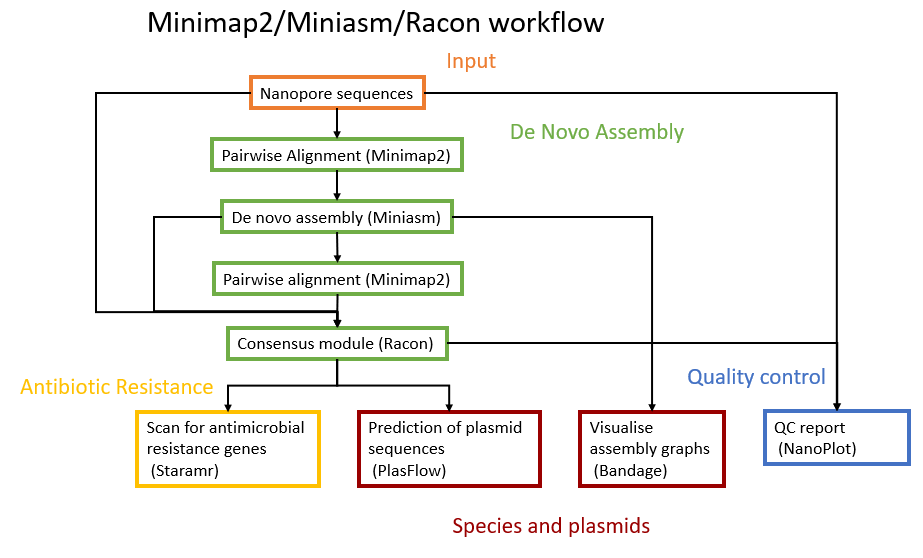 Minimap2/Miniasm/Racon workflow
Input
Nanopore sequences
De Novo Assembly
Pairwise Alignment (Minimap2)
De novo assembly (Miniasm)
Pairwise alignment (Minimap2)
Consensus module (Racon)
Antibiotic Resistance
Quality control
Scan for antimicrobial
resistance genes
(Staramr)
Prediction of plasmid
sequences
(PlasFlow)
Visualise
assembly graphs
(Bandage)
QC report
(NanoPlot)
Species and plasmids